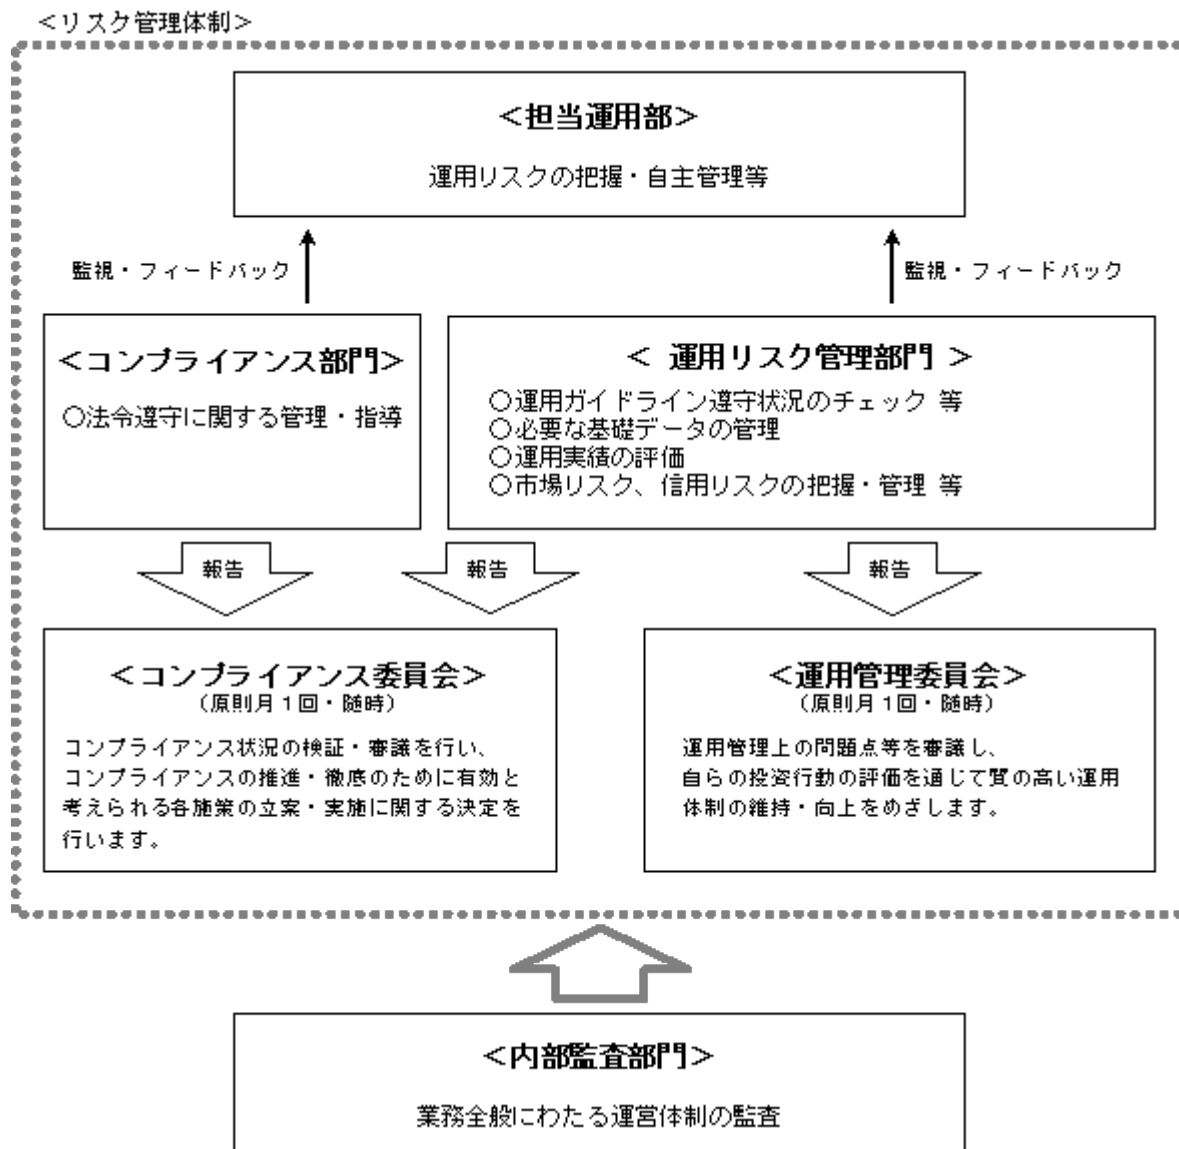 ＜リスク管理体制＞
＜担当運用部＞
運用リスクの把握・自主管理等
監視・フィードバック
監視・フィードバック
＜コンプライアンス部門＞
○法令遵守に関する管理・指導
＜ 運用リスク管理部門 ＞
○運用ガイドライン遵守状況のチェック 等
○必要な基礎データの管理
○運用実績の評価
○市場リスク、信用リスクの把握・管理 等
報告
報告
報告
＜コンプライアンス委員会＞
（原則月１回・随時）
コンプライアンス状況の検証・審議を行い、
コンプライアンスの推進・徹底のために有効と
考えられる各施策の立案・実施に関する決定を
行います。
＜運用管理委員会＞
（原則月１回・随時）
運用管理上の問題点等を審議し、
自らの投資行動の評価を通じて質の高い運用
体制の維持・向上をめざします。
＜内部監査部門＞
業務全般にわたる運営体制の監査